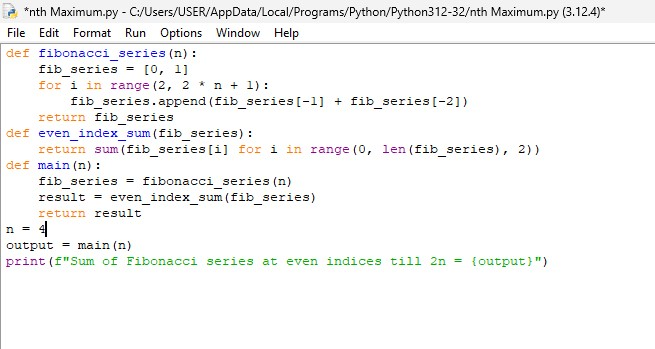 *nth Maximum.py - C:/Users/USER/AppData/Local/Programs/Python/Python312-32/nth Maximum.py (3.12.4)*
File Edit Format Run Options Window Help
def fibonacci_series(n):
    fib_series = [0, 1]
    for i in range(2, 2 * n + 1):
        fib_series.append(fib_series[-1] + fib_series[-2])
    return fib_series
def even_index_sum(fib_series):
    return sum(fib_series[i] for i in range(0, len(fib_series), 2))
def main(n):
    fib_series = fibonacci_series(n)
    result = even_index_sum(fib_series)
    return result
n = 4
output = main(n)
print(f"Sum of Fibonacci series at even indices till 2n = {output}")